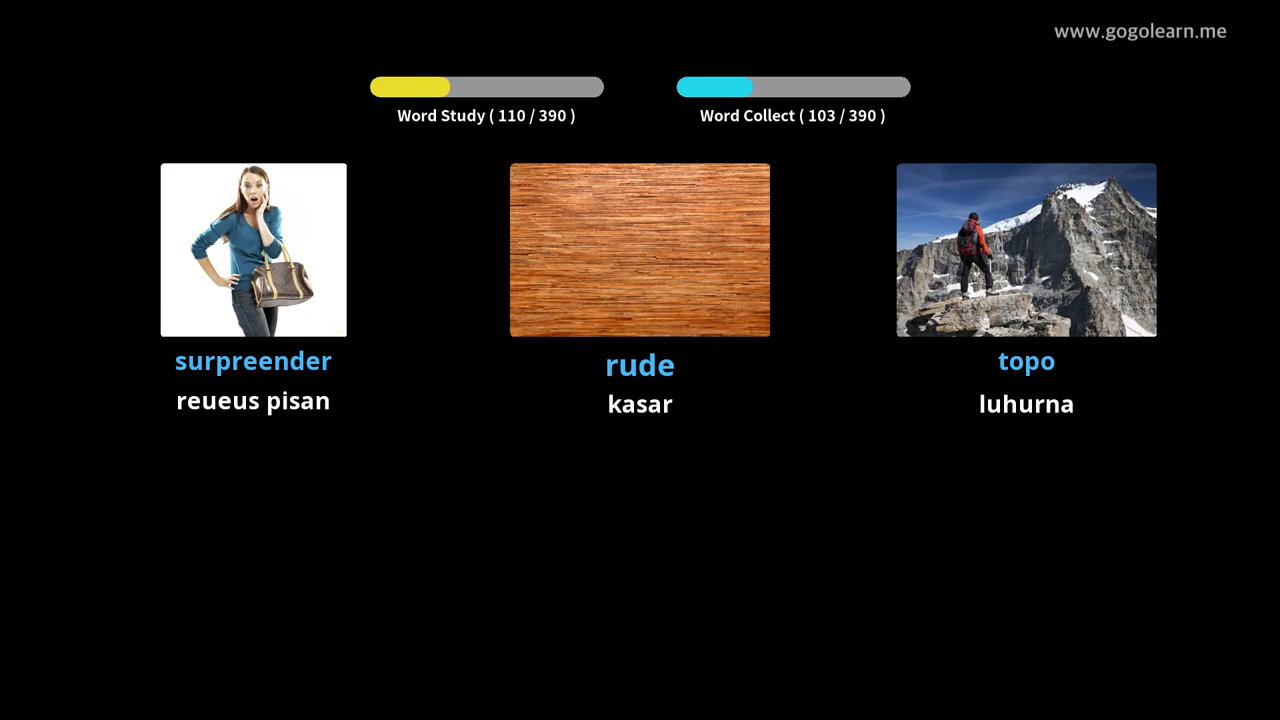 www.gogolearn.me
Word Study ( 110 / 390 )
Word Collect ( 103 / 390 )
surpreender
reueus pisan
rude
kasar
topo
luhurna